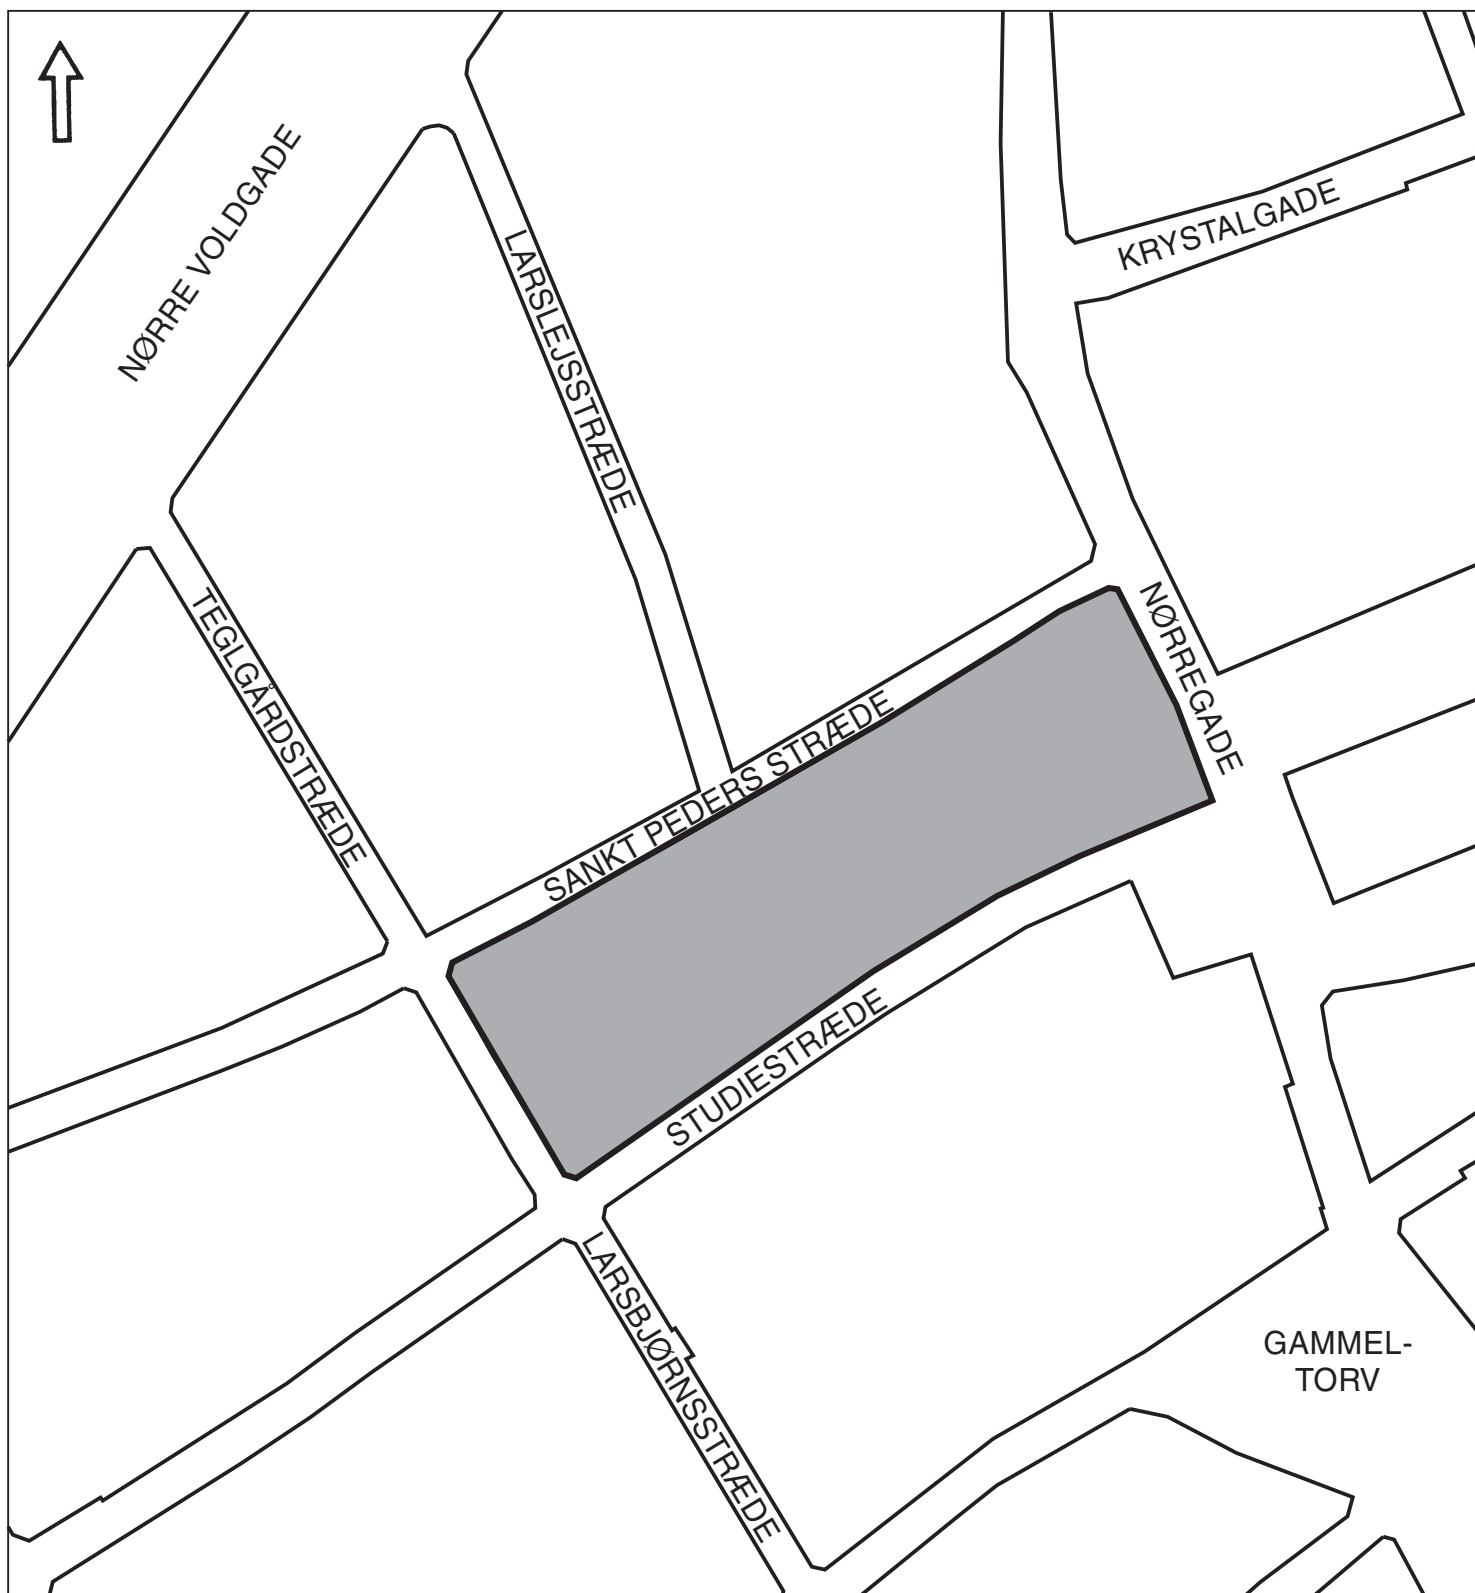 NØRRE VOLDGADE
LARSLEJSSTRÆDE
KRYSTALGADE
TEGLGÅRDSTRÆDE
SANKT PEDERS STRÆDE
NØRREGADE
STUDIESTRÆDE
LARSBJØRNSSTRÆDE
GAMMEL-
TORV